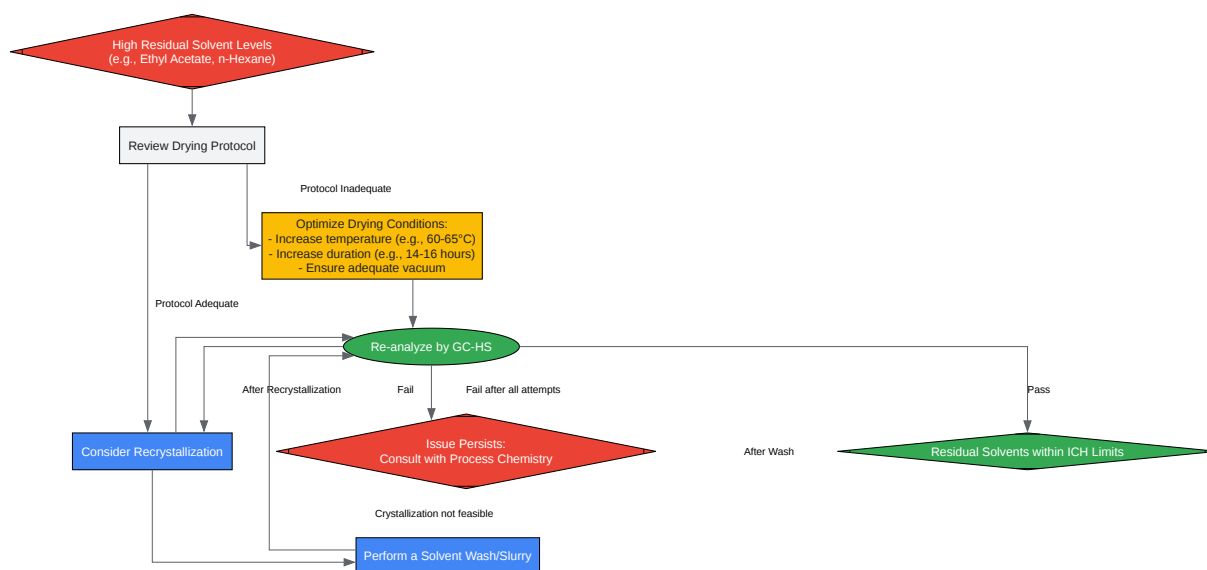 High Residual Solvent Levels
(e.g., Ethyl Acetate, n-Hexane)
Review Drying Protocol
Protocol Inadequate
Optimize Drying Conditions:
- Increase temperature (e.g., 60-65°C)
- Increase duration (e.g., 14-16 hours)
- Ensure adequate vacuum
Protocol Adequate
Re-analyze by GC-HS
After Recrystallization
Fail
Fail after all attempts
Pass
Consider Recrystallization
Issue Persists:
Consult with Process Chemistry
After Wash
Residual Solvents within ICH Limits
Crystallization not feasible
Perform a Solvent Wash/Slurry